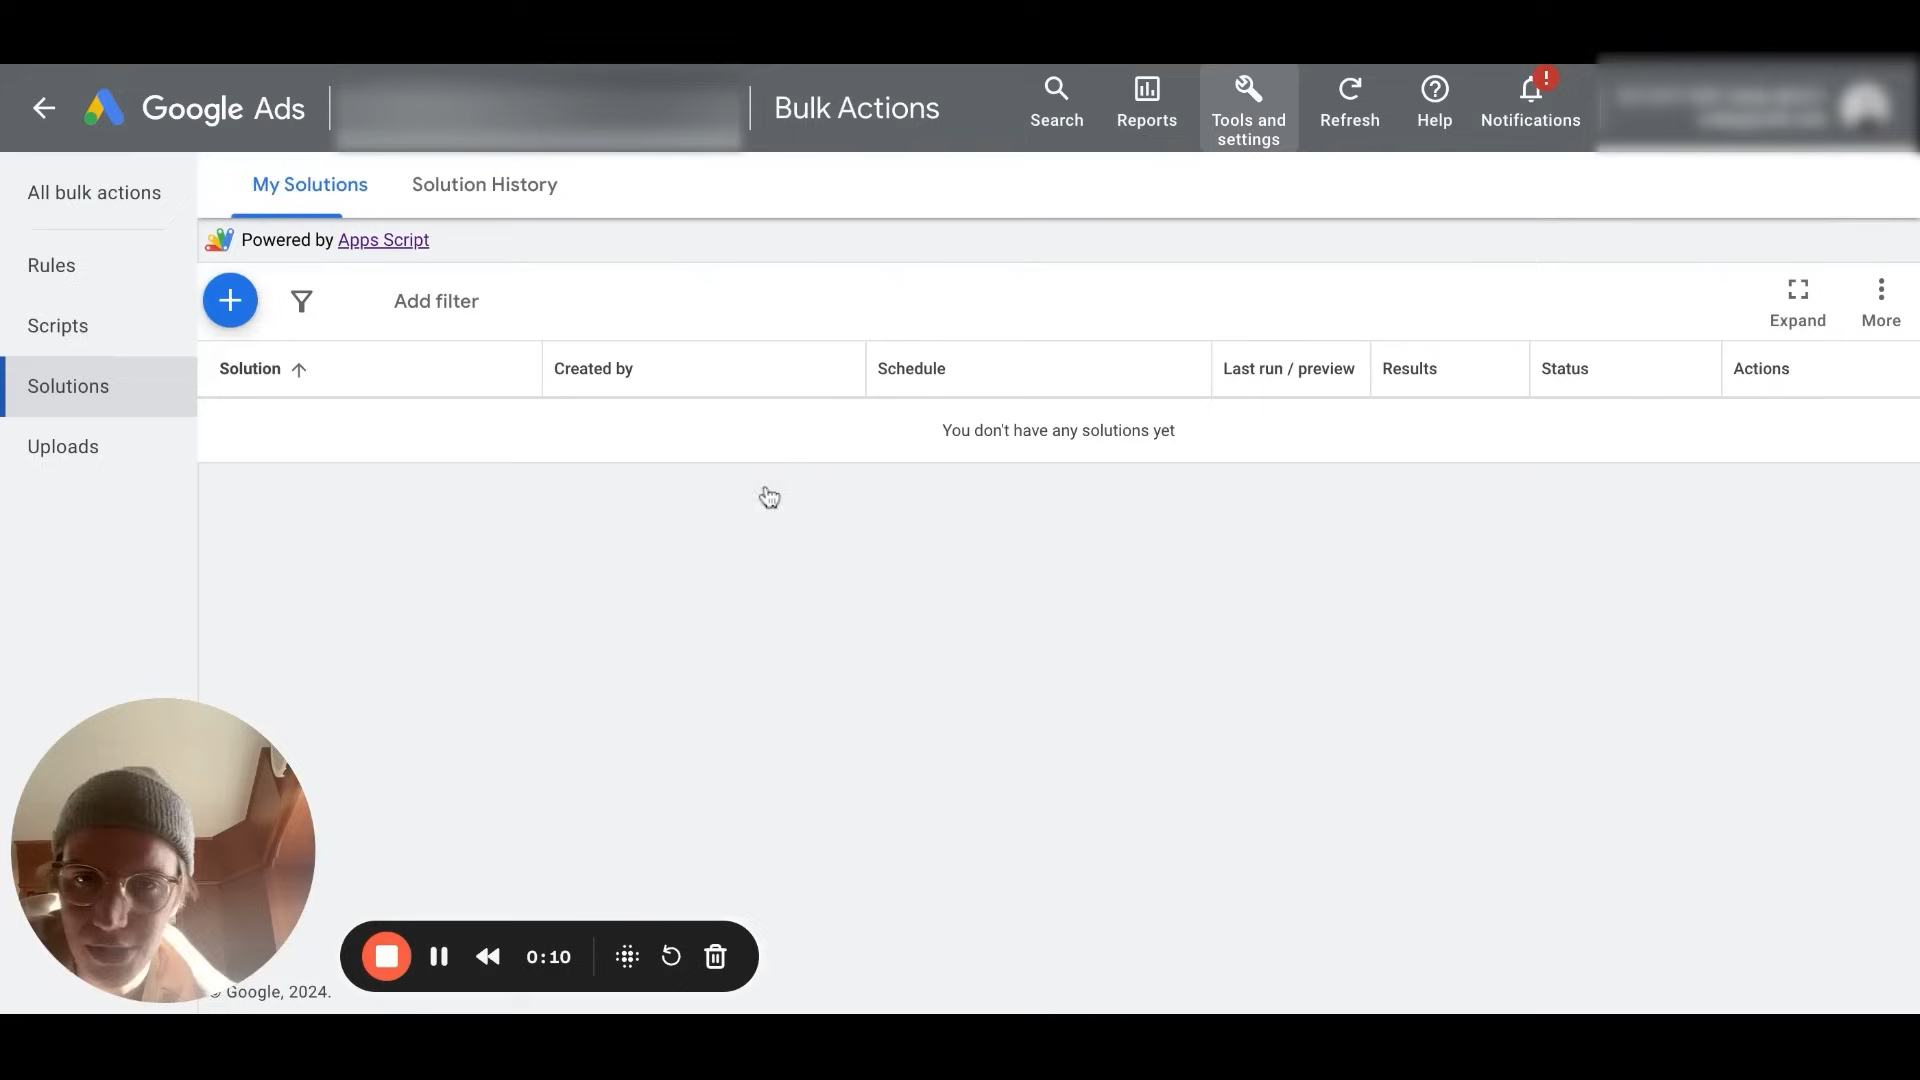 Google Ads
Bulk Actions
Search
Reports
Tools and
settings
Refresh
Help
!
Notifications
All bulk actions
Rules
Scripts
Solutions
Uploads
My Solutions
Solution History
Powered by Apps Script
Add filter
Expand
More
Solution
Created by
Schedule
Last run / preview
Results
Status
Actions
You don't have any solutions yet
0:10
© Google, 2024.